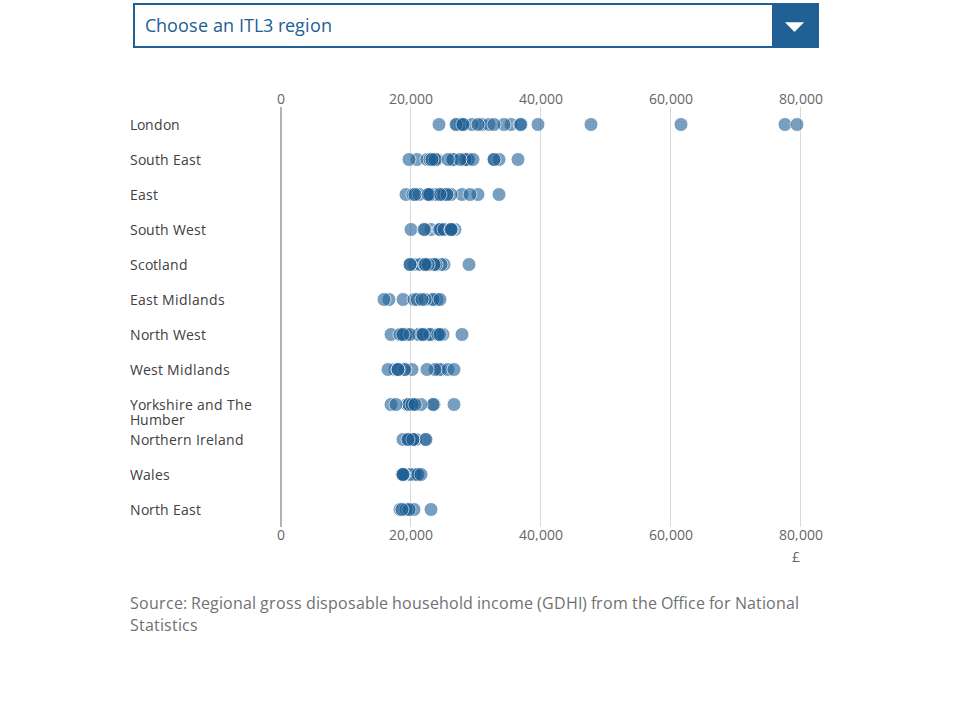 Choose an ITL3 region
0 20,000 40,000 60,000 80,000
London
South East
East
South West
Scotland
East Midlands
North West
West Midlands
Yorkshire and The
Humber
Northern Ireland
Wales
North East
0 20,000 40,000 60,000 80,000
£
Source: Regional gross disposable household income (GDHI) from the Office for National
Statistics